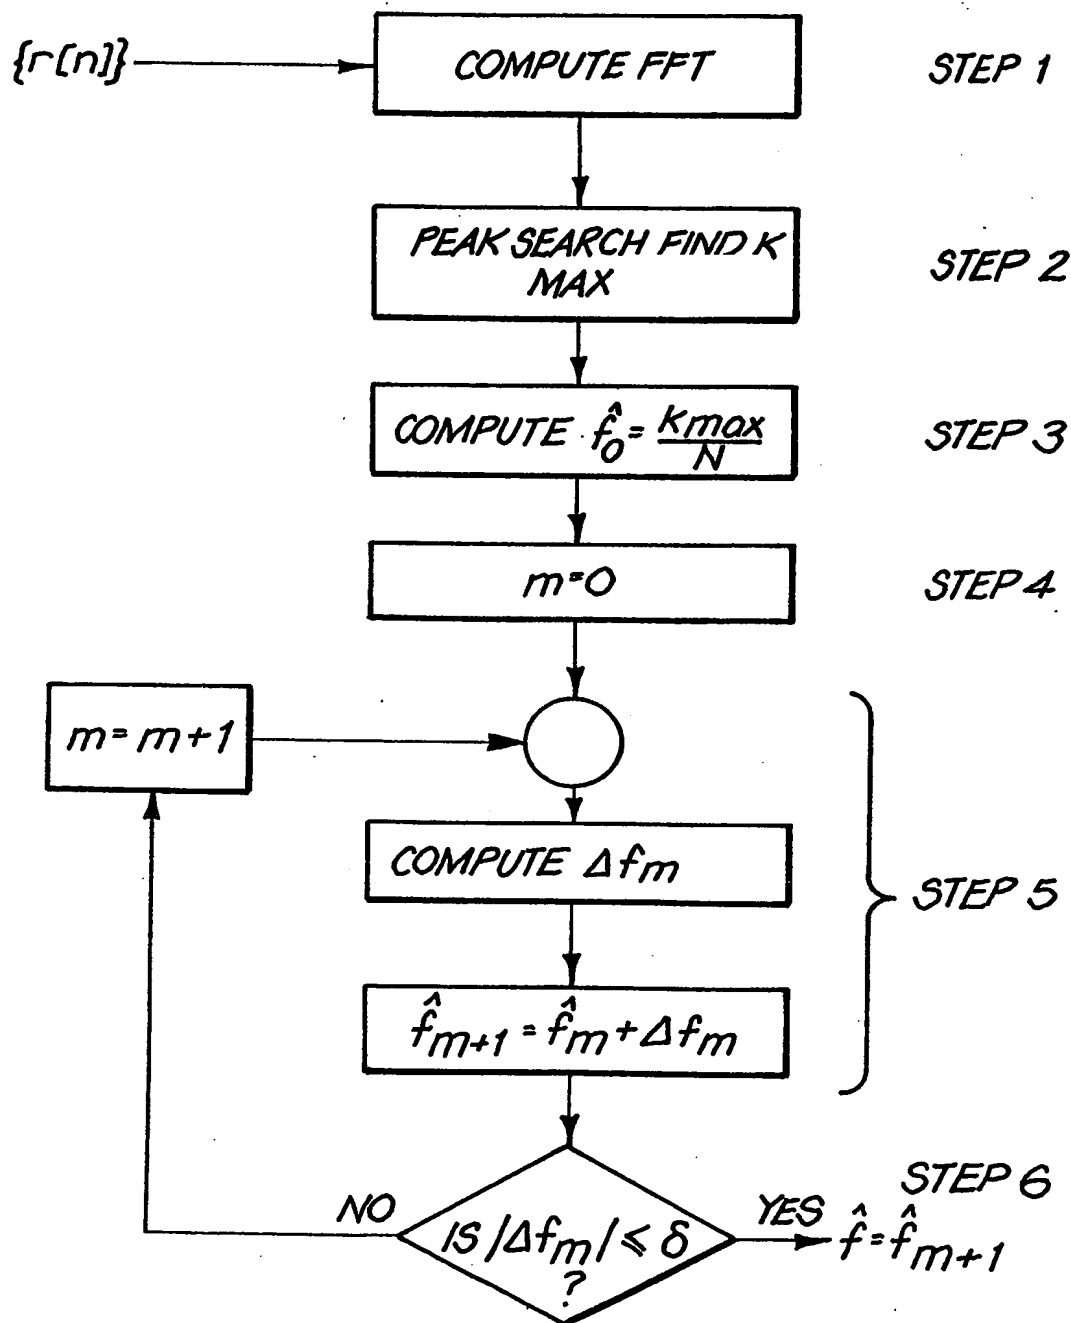 {r[n]}
COMPUTE FFT
STEP 1
PEAK SEARCH FIND K
MAX
STEP 2
COMPUTE f̂₀ = kmax/N
STEP 3
m=0
STEP 4
m = m+1
COMPUTE Δfm
STEP 5
f̂m+1 = f̂m + Δfm
STEP 6
NO
IS |Δfm| ≤ δ
?
YES
f̂ = f̂m+1